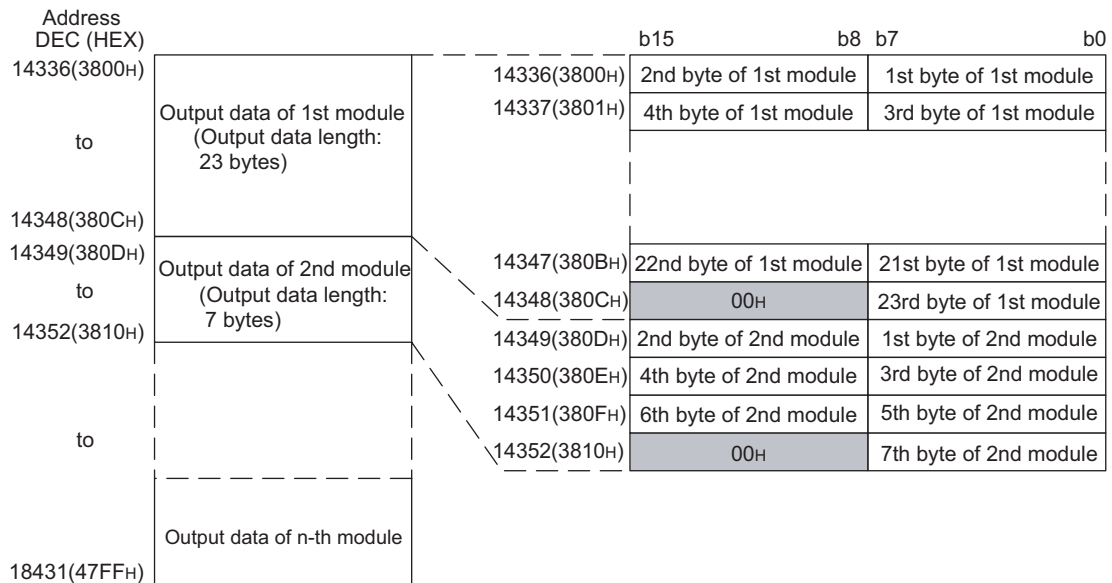 Address
DEC (HEX)
14336(3800H)
to
14348(380CH)
14349(380DH)
to
14352(3810H)
to
18431(47FFH)
Output data of 1st module
(Output data length:
23 bytes)
Output data of 2nd module
(Output data length:
7 bytes)
Output data of n-th module
b15 b8 b7 b0
14336(3800H) 2nd byte of 1st module 1st byte of 1st module
14337(3801H) 4th byte of 1st module 3rd byte of 1st module
14347(380BH) 22nd byte of 1st module 21st byte of 1st module
14348(380CH) 00H 23rd byte of 1st module
14349(380DH) 2nd byte of 2nd module 1st byte of 2nd module
14350(380EH) 4th byte of 2nd module 3rd byte of 2nd module
14351(380FH) 6th byte of 2nd module 5th byte of 2nd module
14352(3810H) 00H 7th byte of 2nd module